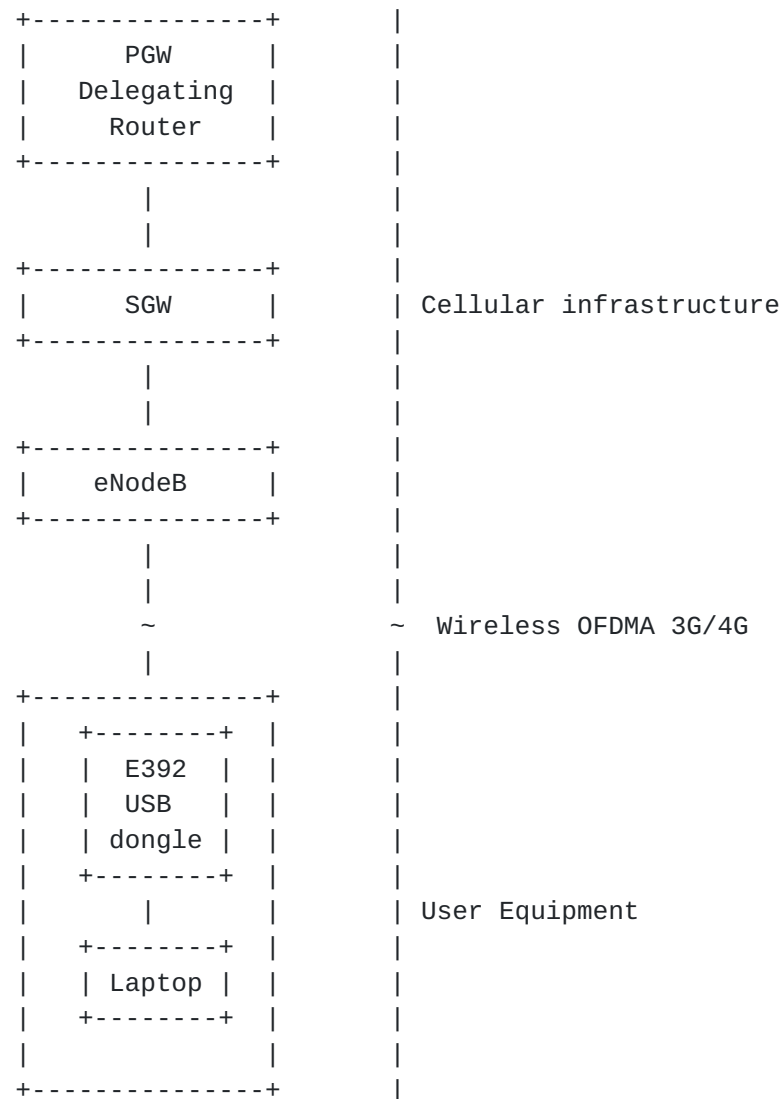 PGW
Delegating
Router
SGW Cellular infrastructure
eNodeB
~ ~ Wireless OFDMA 3G/4G
E392
USB
dongle
User Equipment
Laptop